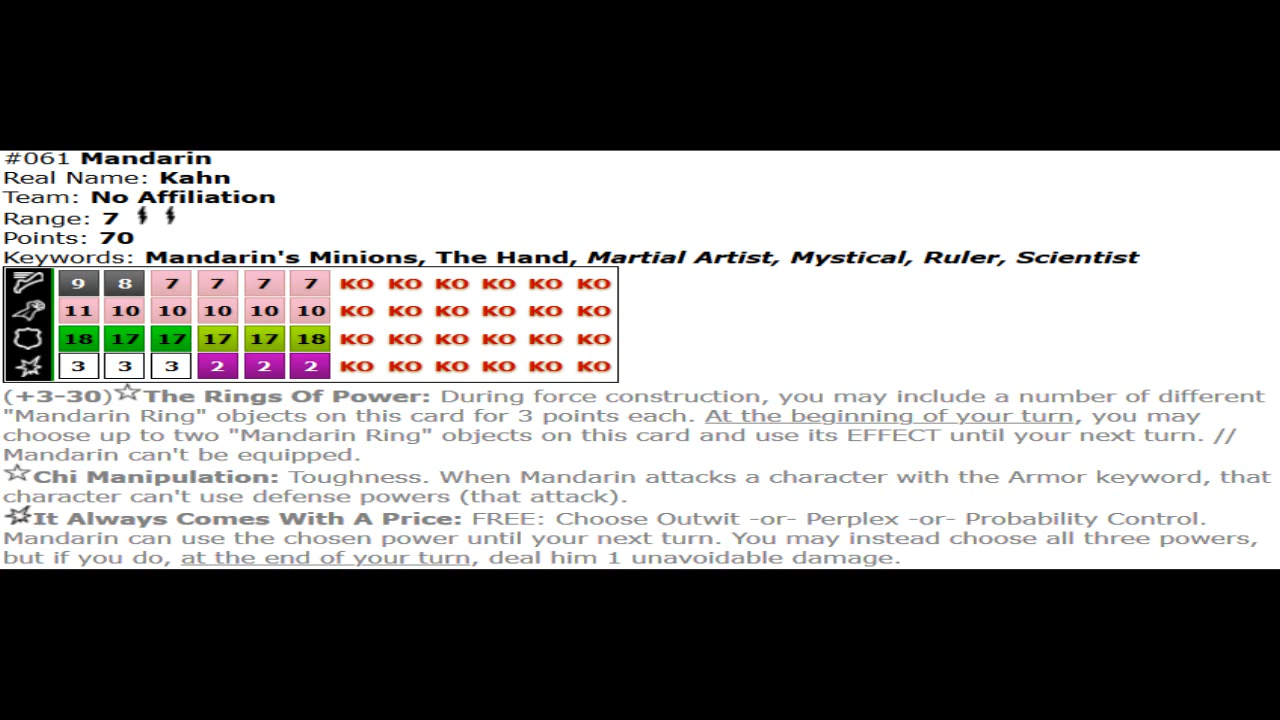 #061 Mandarin
Real Name: Kahn
Team: No Affiliation
Range: 7
Points: 70
Keywords: Mandarin's Minions, The Hand, Martial Artist, Mystical, Ruler, Scientist
9 8 7 7 7 7 KO KO KO KO KO KO
11 10 10 10 10 10 KO KO KO KO KO KO
18 17 17 17 17 18 KO KO KO KO KO KO
3 3 3 2 2 2 KO KO KO KO KO KO
(+3-30) The Rings Of Power: During force construction, you may include a number of different
"Mandarin Ring" objects on this card for 3 points each. At the beginning of your turn, you may
choose up to two "Mandarin Ring" objects on this card and use its EFFECT until your next turn. //
Mandarin can't be equipped.
Chi Manipulation: Toughness. When Mandarin attacks a character with the Armor keyword, that
character can't use defense powers (that attack).
It Always Comes With A Price: FREE: Choose Outwit -or- Perplex -or- Probability Control.
Mandarin can use the chosen power until your next turn. You may instead choose all three powers,
but if you do, at the end of your turn, deal him 1 unavoidable damage.